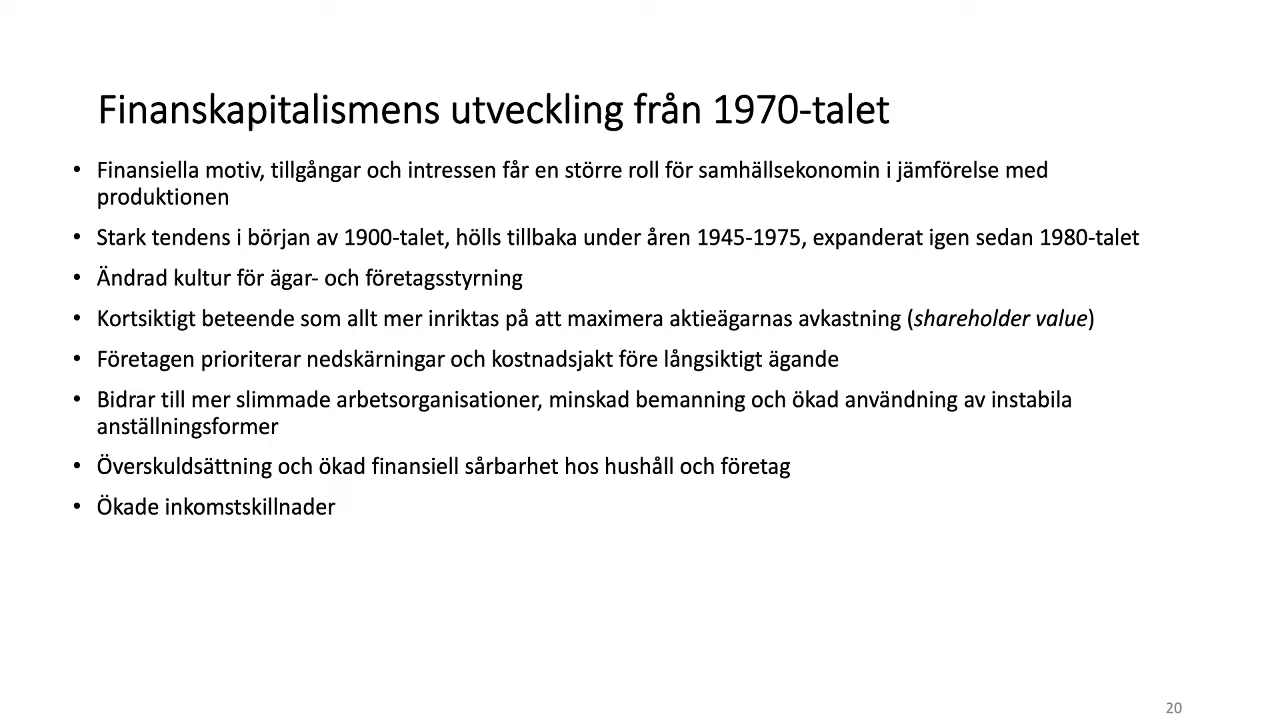 Finanskapitalismens utveckling från 1970-talet
• Finansiella motiv, tillgångar och intressen får en större roll för samhällsekonomin i jämförelse med
produktionen
• Stark tendens i början av 1900-talet, hölls tillbaka under åren 1945-1975, expanderat igen sedan 1980-talet
• Ändrad kultur för ägar- och företagsstyrning
• Kortsiktigt beteende som allt mer inriktas på att maximera aktieägarnas avkastning (shareholder value)
• Företagen prioriterar nedskärningar och kostnadsjakt före långsiktigt ägande
• Bidrar till mer slimmade arbetsorganisationer, minskad bemanning och ökad användning av instabila
anställningsformer
• Överskuldsättning och ökad finansiell sårbarhet hos hushåll och företag
• Ökade inkomstskillnader
20